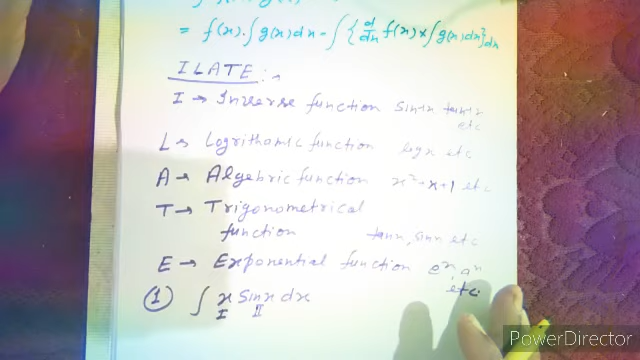 = f(x).∫g(x)dx-∫{d/dx f(x)×∫g(x)dx}dx
ILATE:-
I → Inverse function sin⁻¹x tan⁻¹x etc
L → Logrithamic function logx etc
A → Algebric function x²+x+1 etc
T → Trigonometrical
function tanx, sinx etc
E → Exponential function eˣ, aˣ
etc.
① ∫ x sinx dx
I II
PowerDirector